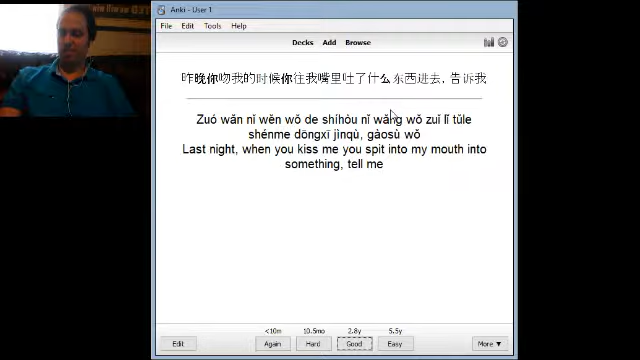 Anki - User 1
File Edit Tools Help
Decks Add Browse
昨晚你吻我的时候你往我嘴里吐了什么东西进去，告诉我
Zuó wǎn nǐ wěn wǒ de shíhòu nǐ wǎng wǒ zuǐ lǐ tǔle
shénme dōngxī jìnqù, gàosù wǒ
Last night, when you kiss me you spit into my mouth into
something, tell me
<10m 10.5mo 2.8y 5.5y
Edit Again Hard Good Easy More ▼